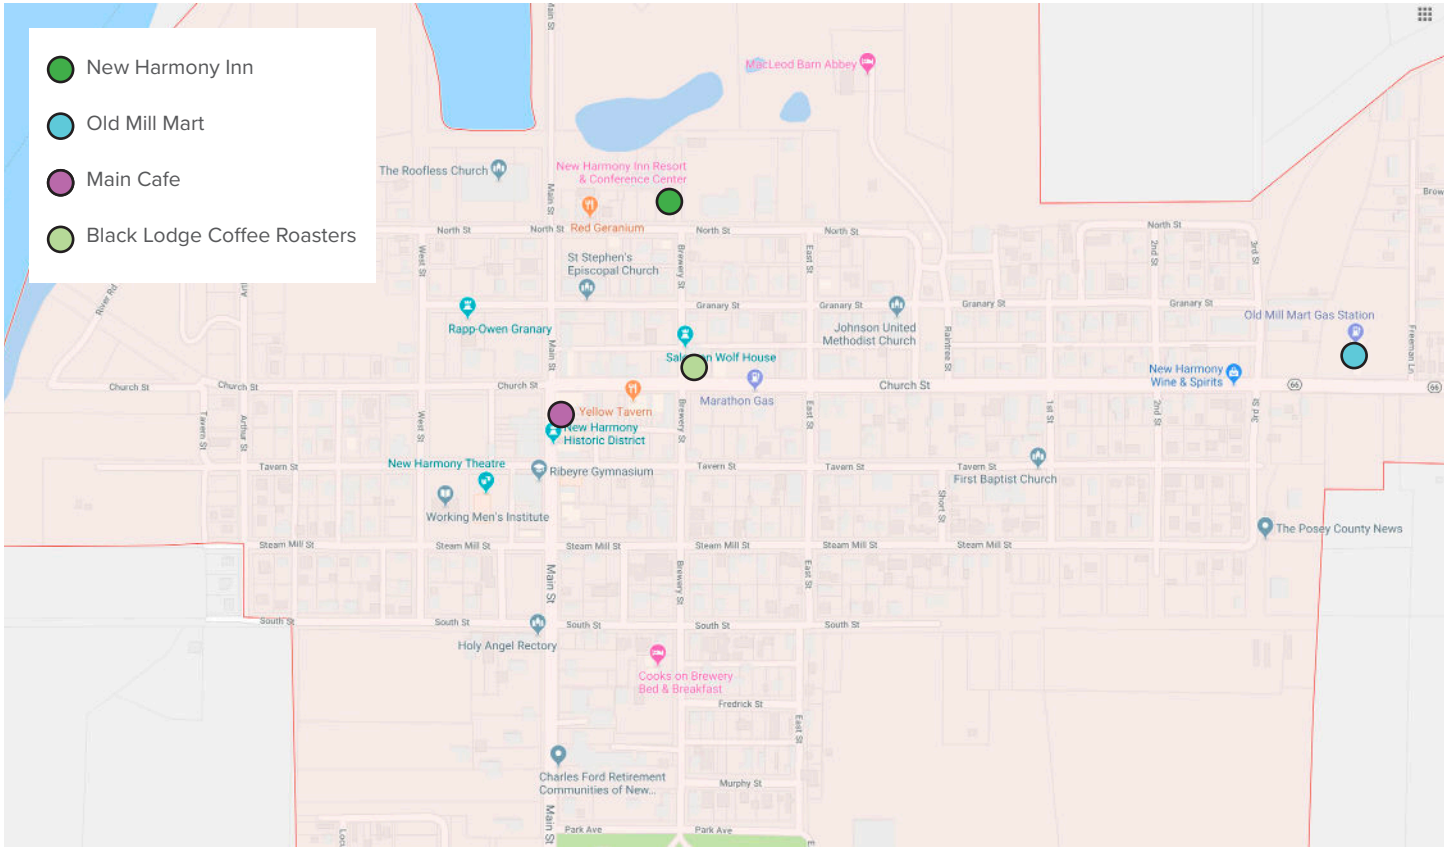 New Harmony Inn
Old Mill Mart
Main Cafe
Black Lodge Coffee Roasters
Main St
MacLeod Barn Abbey
The Roofless Church
New Harmony Inn Resort
& Conference Center
Main St
Brow
Red Geranium
North St
North St
North St
North St
North St
West St
Brewery St
East St
2nd St
3rd St
St Stephen's
Episcopal Church
River Rd
Granary St
Granary St
Granary St
Granary St
Rapp-Owen Granary
Johnson United
Methodist Church
Old Mill Mart Gas Station
Main St
Raintree St
Freeman Ln
Wolf House
New Harmony
Wine & Spirits
Church St
Church St
Church St
Church St
66
66
Marathon Gas
Yellow Tavern
Tavern St
Arthur St
West St
Brewery St
East St
1st St
2nd St
3rd St
New Harmony
Historic District
New Harmony Theatre
Ribeyre Gymnasium
Tavern St
Tavern St
Tavern St
Tavern St
First Baptist Church
Working Men's Institute
Short St
The Posey County News
Steam Mill St
Steam Mill St
Steam Mill St
Steam Mill St
Steam Mill St
Steam Mill St
Main St
Brewery St
East St
South St
South St
South St
South St
South St
Holy Angel Rectory
Cooks on Brewery
Bed & Breakfast
Fredrick St
East St
Charles Ford Retirement
Communities of New...
Murphy St
Main St
Park Ave
Park Ave